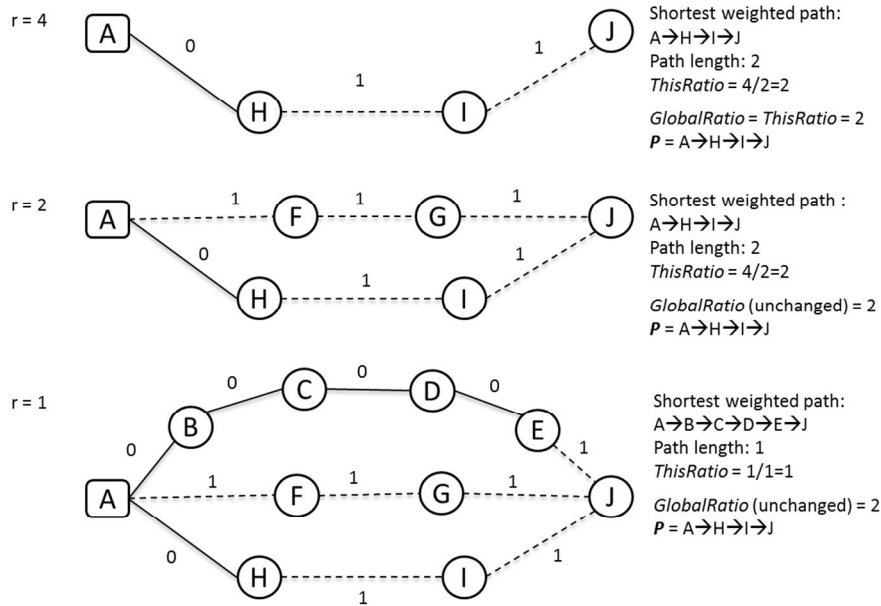 r = 4
A
0
H
1
I
1
J
Shortest weighted path:
A→H→I→J
Path length: 2
ThisRatio = 4/2=2
GlobalRatio = ThisRatio = 2
P = A→H→I→J
r = 2
A
1
F
1
G
1
J
0
H
1
I
1
Shortest weighted path :
A→H→I→J
Path length: 2
ThisRatio = 4/2=2
GlobalRatio (unchanged) = 2
P = A→H→I→J
r = 1
0
B
0
C
0
D
0
E
1
A
1
F
1
G
1
J
0
H
1
I
1
Shortest weighted path:
A→B→C→D→E→J
Path length: 1
ThisRatio = 1/1=1
GlobalRatio (unchanged) = 2
P = A→H→I→J